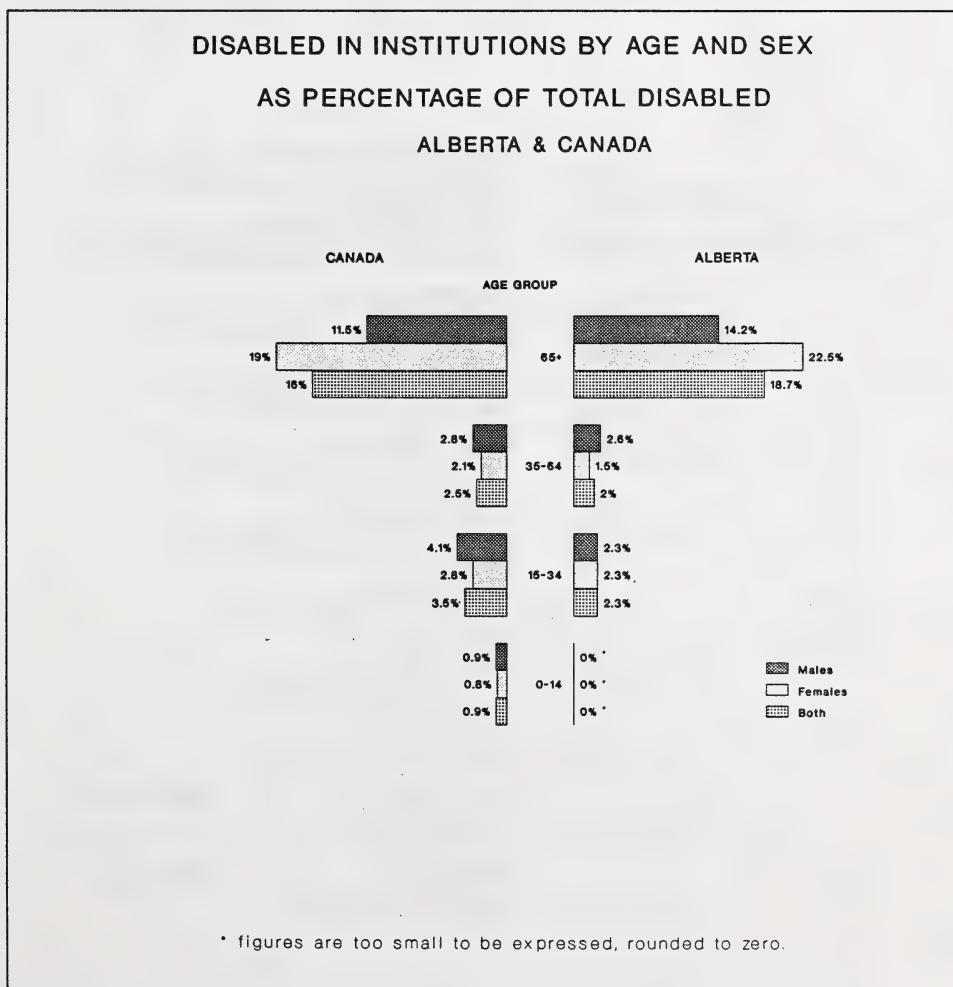 DISABLED IN INSTITUTIONS BY AGE AND SEX
AS PERCENTAGE OF TOTAL DISABLED
ALBERTA & CANADA
CANADA ALBERTA
AGE GROUP
11.5% 14.2%
19% 65+ 22.5%
16% 18.7%
2.8% 2.6%
2.1% 35-64 1.5%
2.5% 2%
4.1% 2.3%
2.8% 15-34 2.3%
3.5% 2.3%
0.9% 0% *
0.8% 0-14 0% *
0.9% 0% *
Males
Females
Both
* figures are too small to be expressed, rounded to zero.